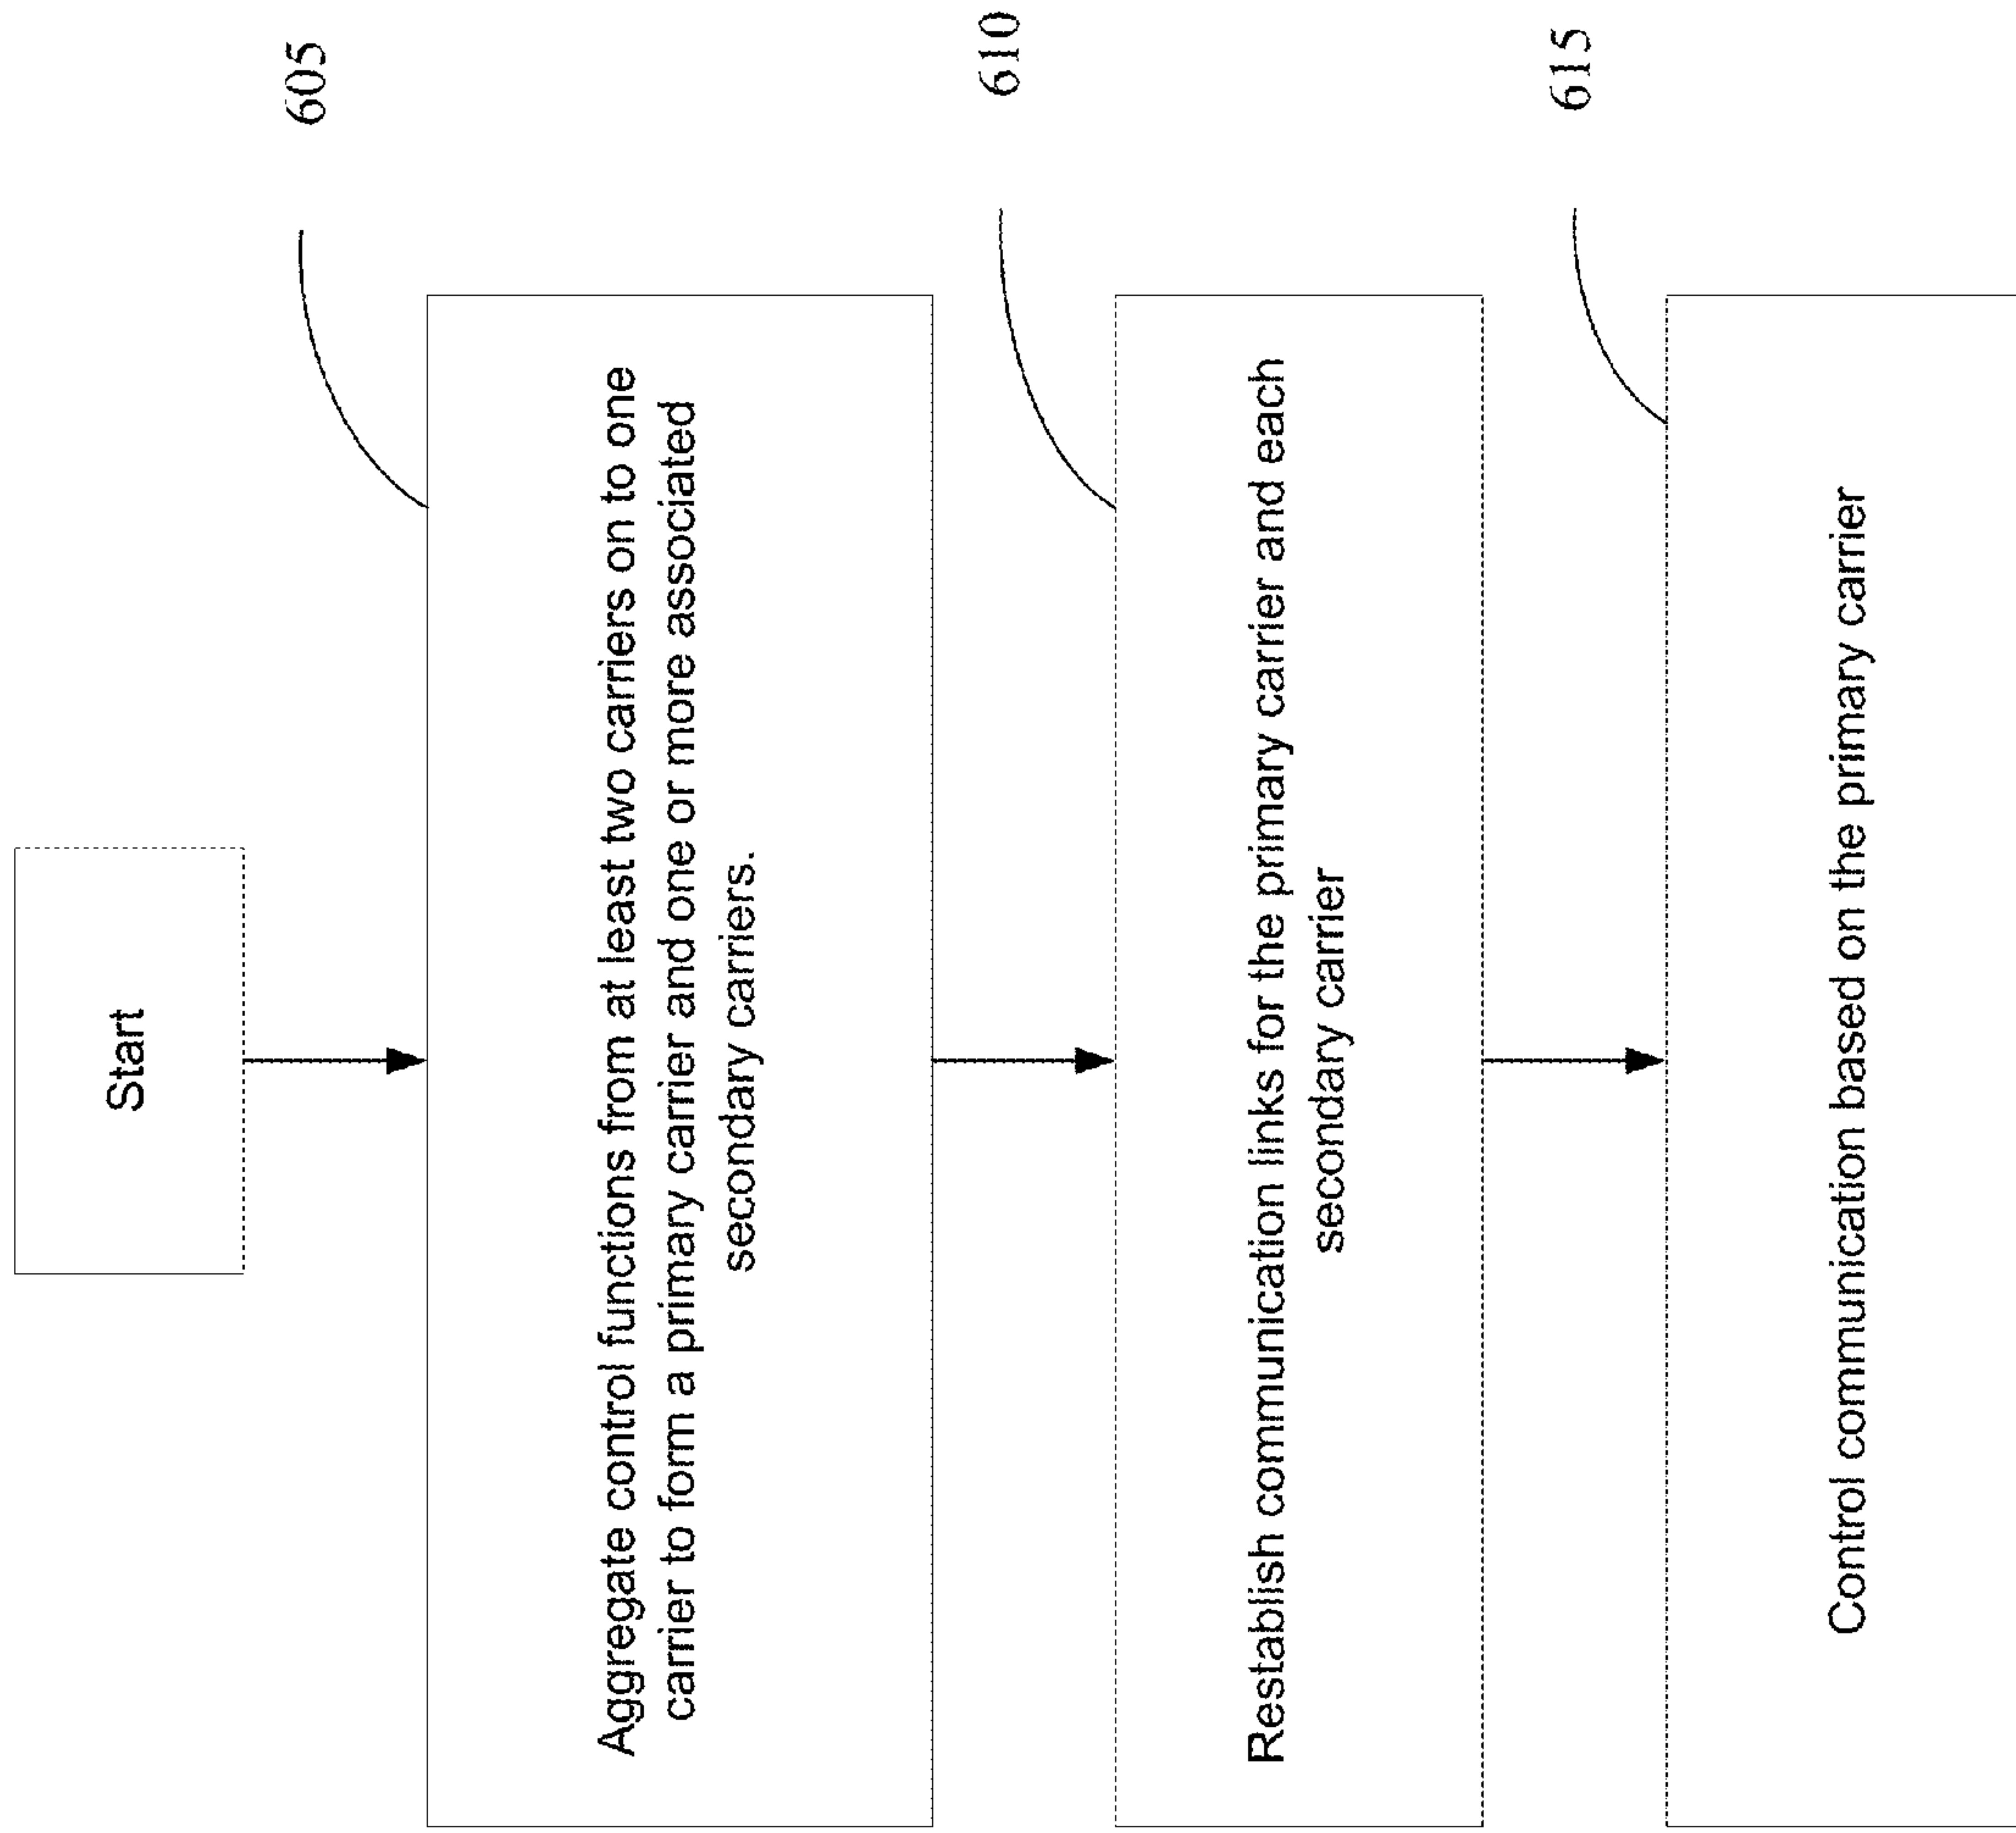 Start
605
Aggregate control functions from at least two carriers on to one
carrier to form a primary carrier and one or more associated
secondary carriers.
610
Restablish communication links for the primary carrier and each
secondary carrier
615
Control communication based on the primary carrier